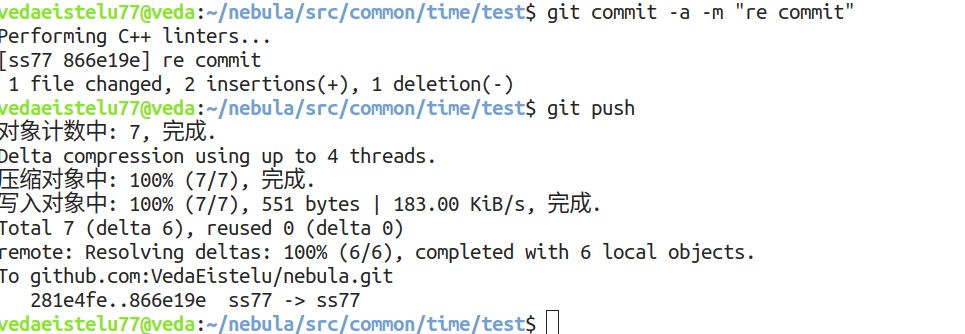 vedaeistelu77@veda:~/nebula/src/common/time/test$ git commit -a -m "re commit"
Performing C++ linters...
[ss77 866e19e] re commit
 1 file changed, 2 insertions(+), 1 deletion(-)
vedaeistelu77@veda:~/nebula/src/common/time/test$ git push
对象计数中: 7, 完成.
Delta compression using up to 4 threads.
压缩对象中: 100% (7/7), 完成.
写入对象中: 100% (7/7), 551 bytes | 183.00 KiB/s, 完成.
Total 7 (delta 6), reused 0 (delta 0)
remote: Resolving deltas: 100% (6/6), completed with 6 local objects.
To github.com:VedaEistelu/nebula.git
   281e4fe..866e19e  ss77 -> ss77
vedaeistelu77@veda:~/nebula/src/common/time/test$